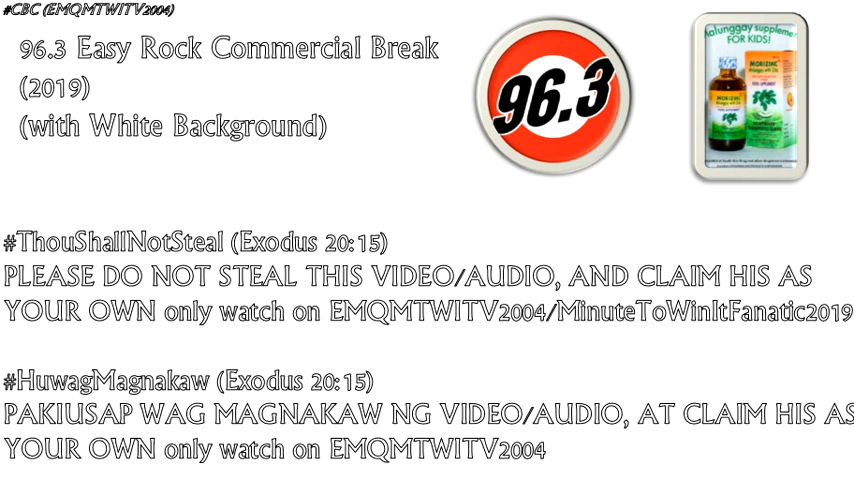 #CBC (EMQMTWITV2004)
96.3 Easy Rock Commercial Break
(2019)
(with White Background)
96.3
Malunggay supplement
FOR KIDS!
MORIZINC
MORIZINC
#ThouShallNotSteal (Exodus 20:15)
PLEASE DO NOT STEAL THIS VIDEO/AUDIO, AND CLAIM HIS AS
YOUR OWN only watch on EMQMTWITV2004/MinuteToWinItFanatic2019
#HuwagMagnakaw (Exodus 20:15)
PAKIUSAP WAG MAGNAKAW NG VIDEO/AUDIO, AT CLAIM HIS AS
YOUR OWN only watch on EMQMTWITV2004